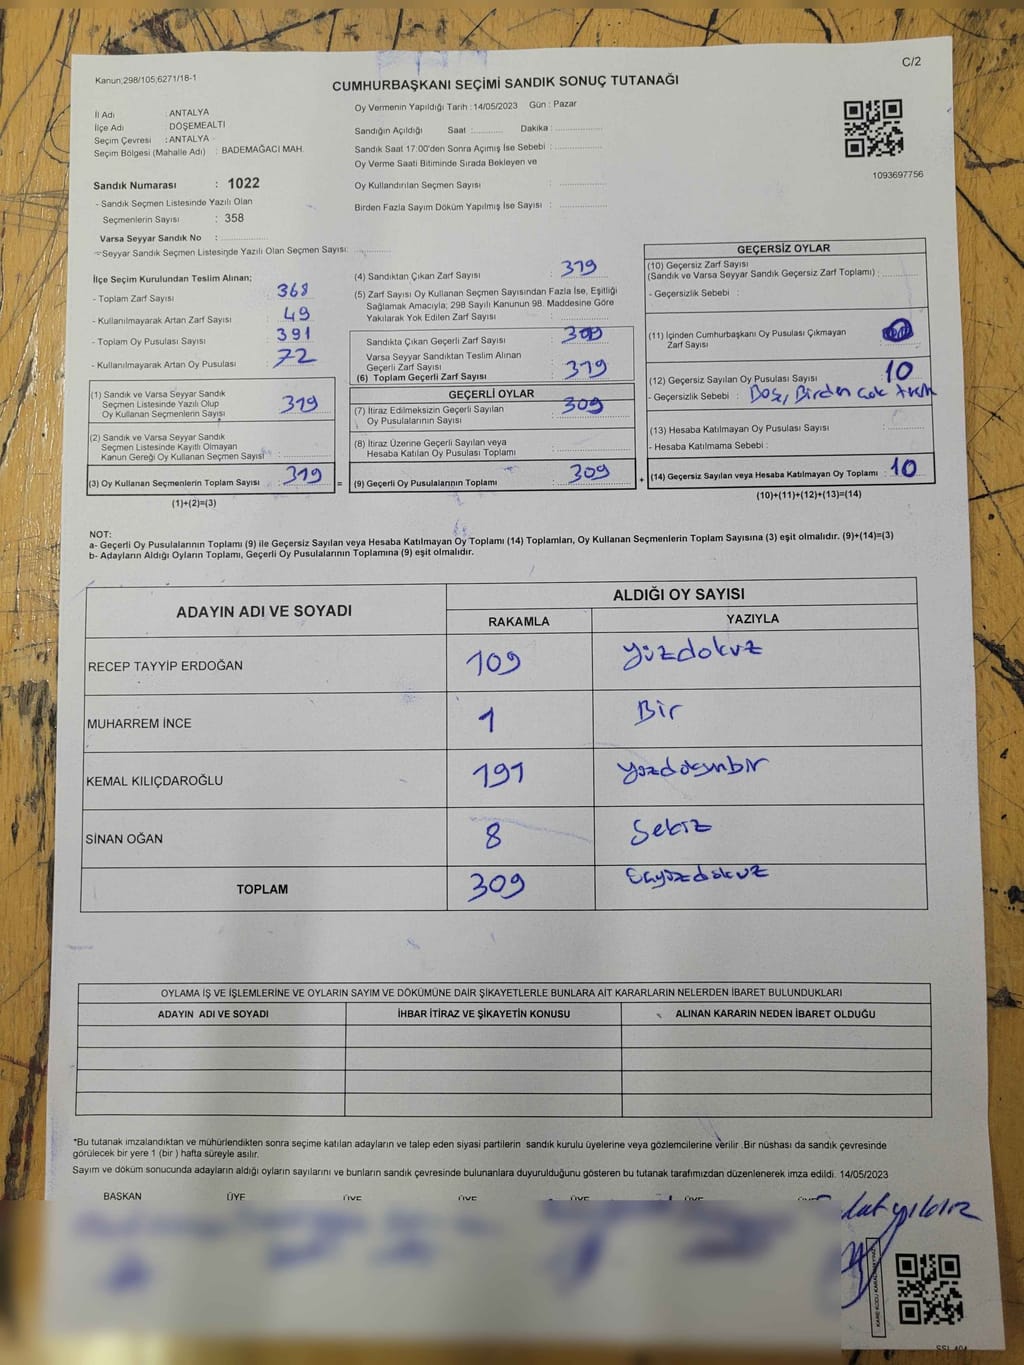 C/2
Kanun;298/105;6271/18-1
CUMHURBAŞKANI SEÇİMİ SANDIK SONUÇ TUTANAĞI
İl Adı : ANTALYA
İlçe Adı : DÖŞEMEALTI
Seçim Çevresi : ANTALYA -
Seçim Bölgesi (Mahalle Adı) : BADEMAĞACI MAH.
Oy Vermenin Yapıldığı Tarih :14/05/2023 Gün : Pazar
Sandığın Açıldığı Saat :.......... Dakika :..............
Sandık Saat 17:00'den Sonra Açımış İse Sebebi :..............
Oy Verme Saati Bitiminde Sırada Bekleyen ve
Oy Kullandırılan Seçmen Sayısı :..............
Birden Fazla Sayım Döküm Yapılmış İse Sayısı :..............
1093697756
Sandık Numarası : 1022
- Sandık Seçmen Listesinde Yazılı Olan
Seçmenlerin Sayısı : 358
Varsa Seyyar Sandık No :..............
- Seyyar Sandık Seçmen Listesinde Yazılı Olan Seçmen Sayısı: ..........
İlçe Seçim Kurulundan Teslim Alınan;
- Toplam Zarf Sayısı 368
- Kullanılmayarak Artan Zarf Sayısı : 49
- Toplam Oy Pusulası Sayısı : 391
- Kullanılmayarak Artan Oy Pusulası : 72
(1) Sandık ve Varsa Seyyar Sandık
Seçmen Listesinde Yazılı Olup
Oy Kullanan Seçmenlerin Sayısı : 319
(2) Sandık ve Varsa Seyyar Sandık
Seçmen Listesinde Kayıtlı Olmayan
Kanun Gereği Oy Kullanan Seçmen Sayısı :..............
(3) Oy Kullanan Seçmenlerin Toplam Sayısı : 319 =
(1)+(2)=(3)
(4) Sandıktan Çıkan Zarf Sayısı : 319
(5) Zarf Sayısı Oy Kullanan Seçmen Sayısından Fazla İse, Eşitliği
Sağlamak Amacıyla; 298 Sayılı Kanunun 98. Maddesine Göre
Yakılarak Yok Edilen Zarf Sayısı :..............
Sandıkta Çıkan Geçerli Zarf Sayısı : 309
Varsa Seyyar Sandıktan Teslim Alınan
Geçerli Zarf Sayısı :
(6) Toplam Geçerli Zarf Sayısı : 319
GEÇERLİ OYLAR
(7) İtiraz Edilmeksizin Geçerli Sayılan
Oy Pusulalarının Sayısı : 309
(8) İtiraz Üzerine Geçerli Sayılan veya
Hesaba Katılan Oy Pusulası Toplamı :..............
(9) Geçerli Oy Pusulalarının Toplamı : 309 +
GEÇERSİZ OYLAR
(10) Geçersiz Zarf Sayısı
(Sandık ve Varsa Seyyar Sandık Geçersiz Zarf Toplamı) :..........
- Geçersizlik Sebebi :
(11) İçinden Cumhurbaşkanı Oy Pusulası Çıkmayan
Zarf Sayısı :
(12) Geçersiz Sayılan Oy Pusulası Sayısı : 10
- Geçersizlik Sebebi : Boş, Birden çok
(13) Hesaba Katılmayan Oy Pusulası Sayısı :..........
- Hesaba Katılmama Sebebi :
(14) Geçersiz Sayılan veya Hesaba Katılmayan Oy Toplamı : 10
(10)+(11)+(12)+(13)=(14)
NOT:
a- Geçerli Oy Pusulalarının Toplamı (9) ile Geçersiz Sayılan veya Hesaba Katılmayan Oy Toplamı (14) Toplamları, Oy Kullanan Seçmenlerin Toplam Sayısına (3) eşit olmalıdır. (9)+(14)=(3)
b- Adayların Aldığı Oyların Toplamı, Geçerli Oy Pusulalarının Toplamına (9) eşit olmalıdır.
ADAYIN ADI VE SOYADI ALDIĞI OY SAYISI
RAKAMLA YAZIYLA
RECEP TAYYİP ERDOĞAN 109 yüzdokuz
MUHARREM İNCE 1 Bir
KEMAL KILIÇDAROĞLU 191 yüzdoksanbir
SİNAN OĞAN 8 Sekiz
TOPLAM 309 üçyüzdokuz
OYLAMA İŞ VE İŞLEMLERİNE VE OYLARIN SAYIM VE DÖKÜMÜNE DAİR ŞİKAYETLERLE BUNLARA AİT KARARLARIN NELERDEN İBARET BULUNDUKLARI
ADAYIN ADI VE SOYADI İHBAR İTİRAZ VE ŞİKAYETİN KONUSU ALINAN KARARIN NEDEN İBARET OLDUĞU
*Bu tutanak imzalandıktan ve mühürlendikten sonra seçime katılan adayların ve talep eden siyasi partilerin sandık kurulu üyelerine veya gözlemcilerine verilir .Bir nüshası da sandık çevresinde
görülecek bir yere 1 (bir ) hafta süreyle asılır.
Sayım ve döküm sonucunda adayların aldığı oyların sayılarını ve bunların sandık çevresinde bulunanlara duyurulduğunu gösteren bu tutanak tarafımızdan düzenlenerek imza edildi. 14/05/2023
BAŞKAN ÜYE ÜYE ÜYE ÜYE ÜYE
yıldız